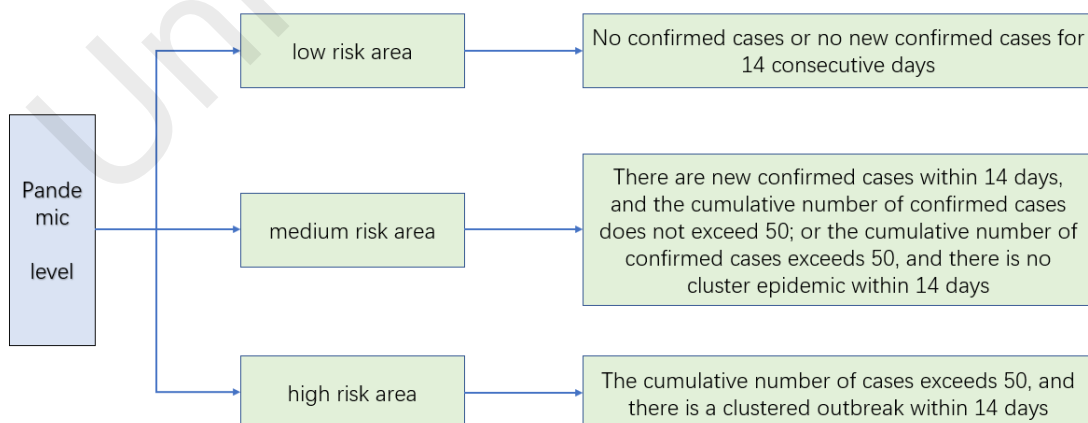 Pande
mic
level
low risk area
No confirmed cases or no new confirmed cases for
14 consecutive days
medium risk area
There are new confirmed cases within 14 days,
and the cumulative number of confirmed cases
does not exceed 50; or the cumulative number of
confirmed cases exceeds 50, and there is no
cluster epidemic within 14 days
high risk area
The cumulative number of cases exceeds 50, and
there is a clustered outbreak within 14 days